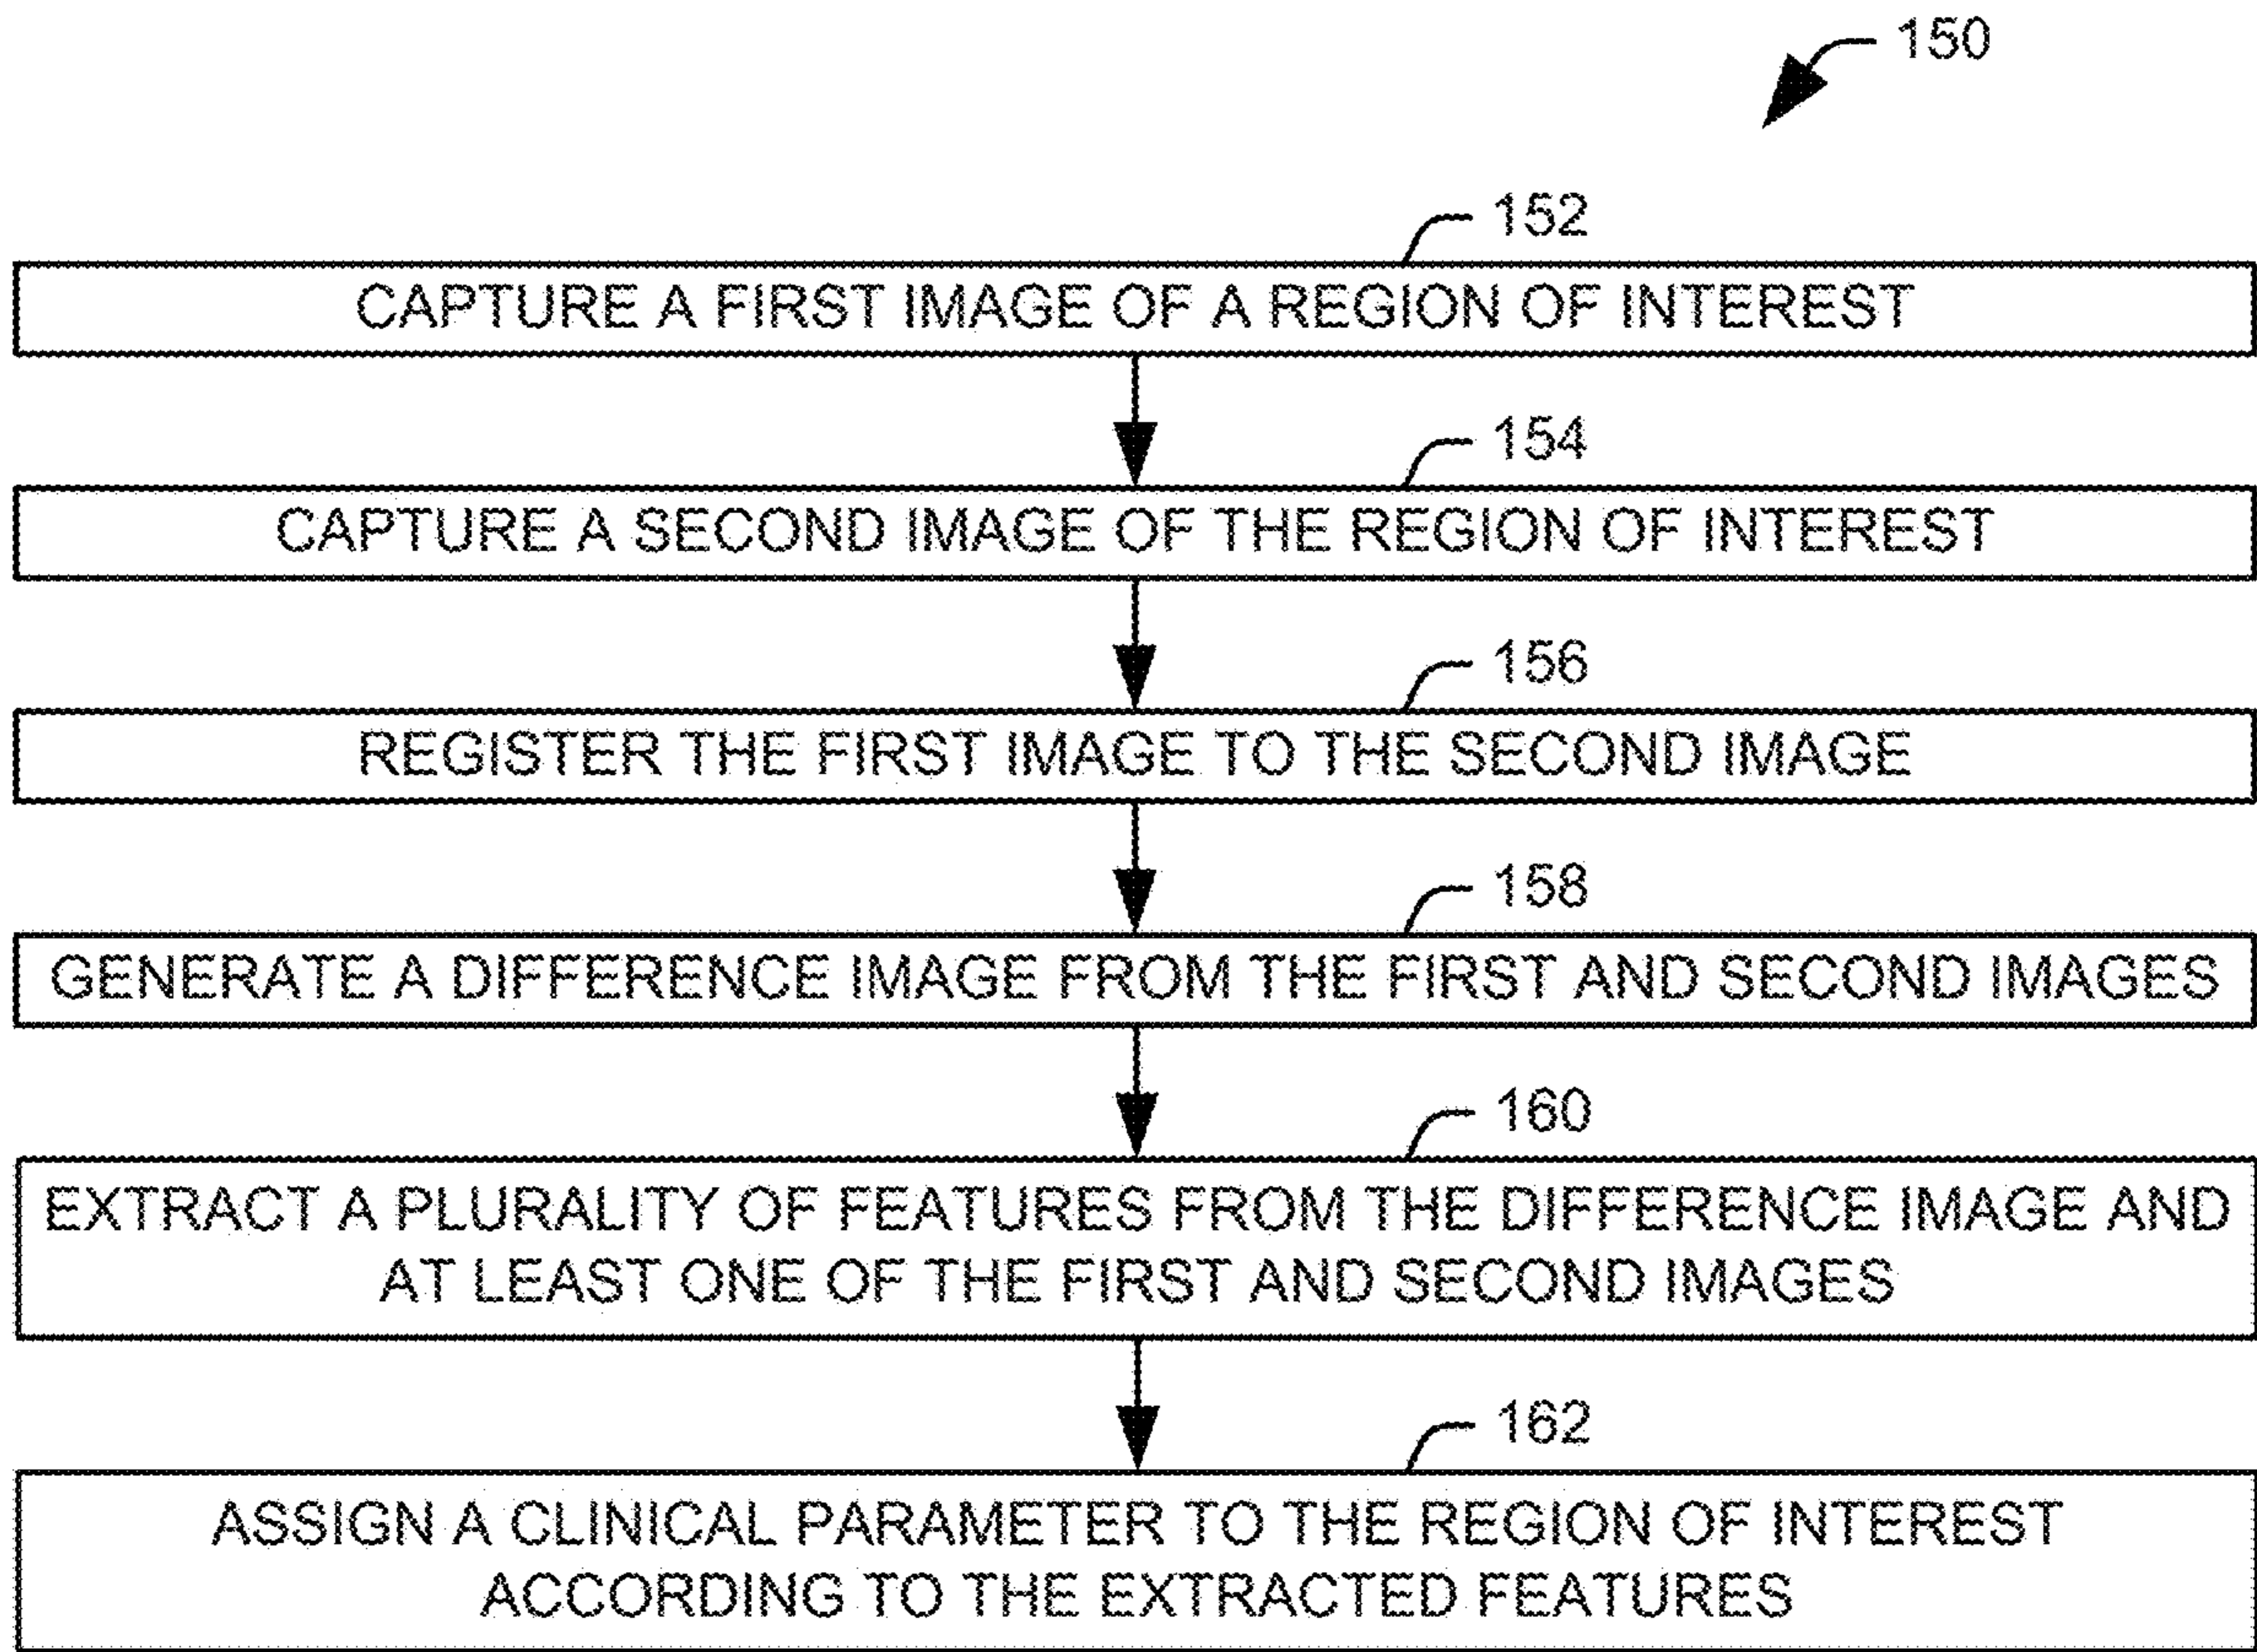 150
152
CAPTURE A FIRST IMAGE OF A REGION OF INTEREST
154
CAPTURE A SECOND IMAGE OF THE REGION OF INTEREST
156
REGISTER THE FIRST IMAGE TO THE SECOND IMAGE
158
GENERATE A DIFFERENCE IMAGE FROM THE FIRST AND SECOND IMAGES
160
EXTRACT A PLURALITY OF FEATURES FROM THE DIFFERENCE IMAGE AND
AT LEAST ONE OF THE FIRST AND SECOND IMAGES
162
ASSIGN A CLINICAL PARAMETER TO THE REGION OF INTEREST
ACCORDING TO THE EXTRACTED FEATURES